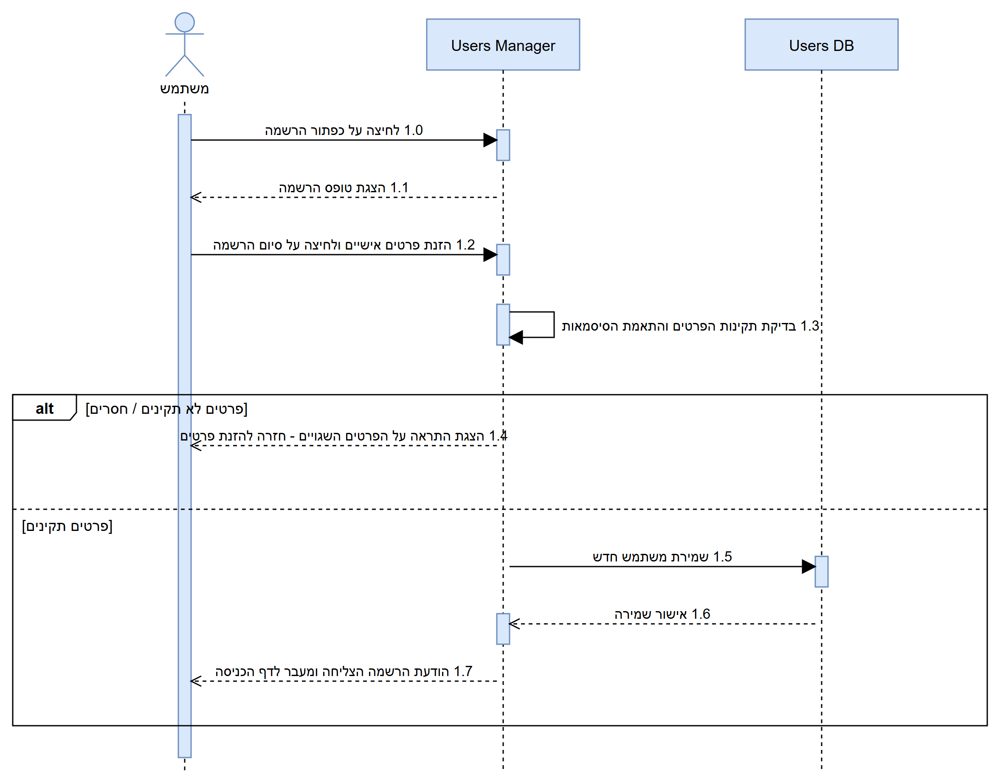 Users Manager
Users DB
משתמש
1.0 לחיצה על כפתור הרשמה
1.1 הצגת טופס הרשמה
1.2 הזנת פרטים אישיים ולחיצה על סיום הרשמה
1.3 בדיקת תקינות הפרטים והתאמת הסיסמאות
alt
[פרטים לא תקינים / חסרים]
1.4 הצגת התראה על הפרטים השגויים - חזרה להזנת פרטים
[פרטים תקינים]
1.5 שמירת משתמש חדש
1.6 אישור שמירה
1.7 הודעת הרשמה הצליחה ומעבר לדף הכניסה